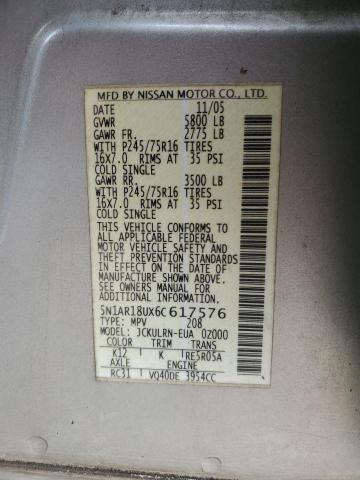 MFD BY NISSAN MOTOR CO., LTD.
DATE 11/05
GVWR 5800 LB
GAWR FR. 2775 LB
WITH P245/75R16 TIRES
16X7.0 RIMS AT 35 PSI
COLD SINGLE
GAWR RR. 3500 LB
WITH P245/75R16 TIRES
16X7.0 RIMS AT 35 PSI
COLD SINGLE
THIS VEHICLE CONFORMS TO
ALL APPLICABLE FEDERAL
MOTOR VEHICLE SAFETY AND
THEFT PREVENTION STANDARDS
IN EFFECT ON THE DATE OF
MANUFACTURE SHOWN ABOVE.
SEE OWNERS MANUAL FOR
MORE INFORMATION
5N1AR18UX6C617576
TYPE: MPV 208
MODEL: JCKULRN-EUA 0Z000
COLOR TRIM TRANS
K12 K RE5R05A
AXLE ENGINE
RC31 VQ40DE 3954CC